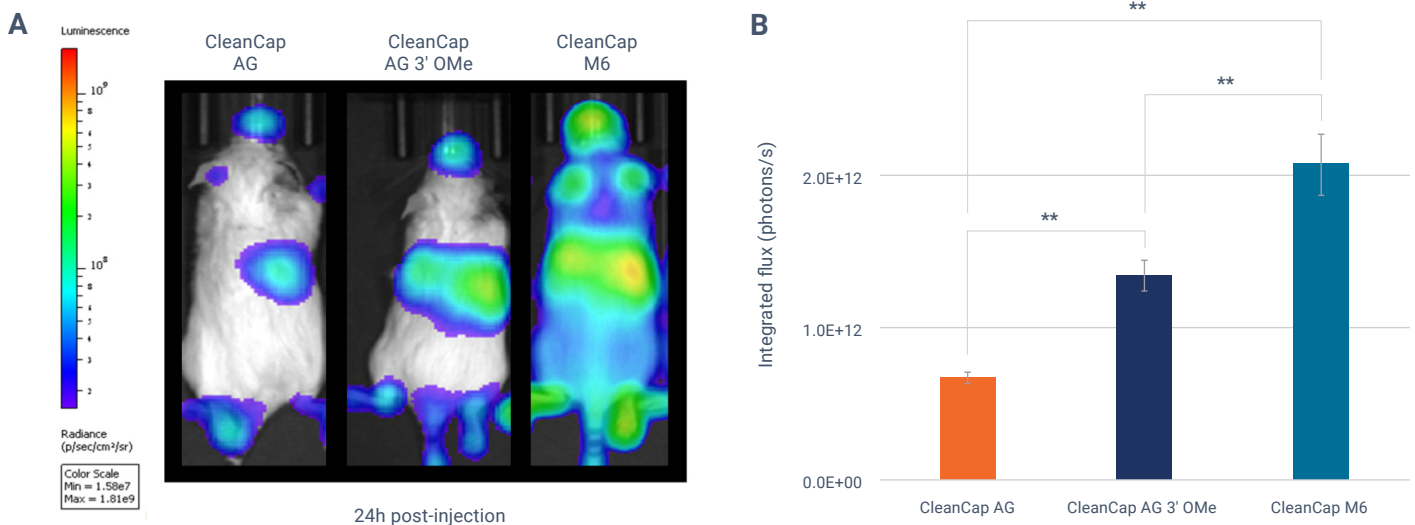 A
Luminescence
10⁹
8
6
4
3
2
10⁸
8
6
5
4
3
2
Radiance
(p/sec/cm²/sr)
Color Scale
Min = 1.58e7
Max = 1.81e9
CleanCap
AG
CleanCap
AG 3' OMe
CleanCap
M6
24h post-injection
B
**
**
**
Integrated flux (photons/s)
2.0E+12
1.0E+12
0.0E+00
CleanCap AG
CleanCap AG 3' OMe
CleanCap M6